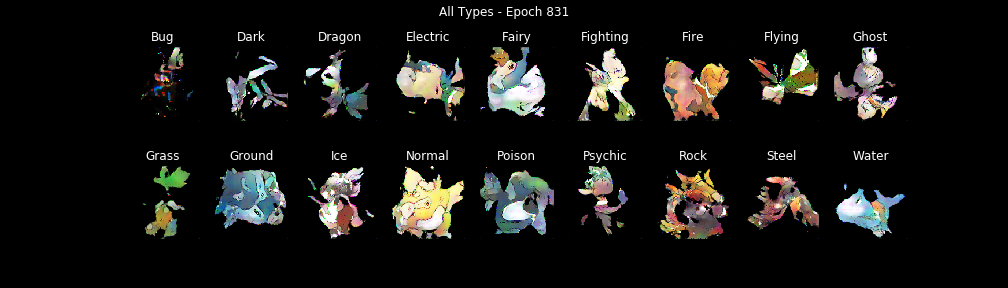 All Types - Epoch 831
Bug Dark Dragon Electric Fairy Fighting Fire Flying Ghost
Grass Ground Ice Normal Poison Psychic Rock Steel Water